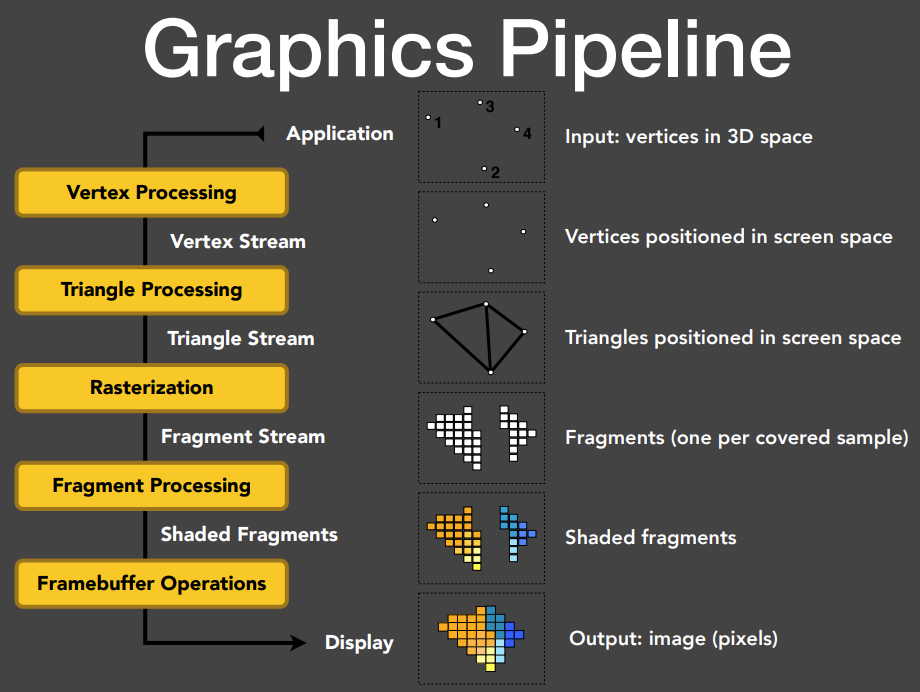 Graphics Pipeline
Application
1
3
4
2
Input: vertices in 3D space
Vertex Processing
Vertex Stream
Vertices positioned in screen space
Triangle Processing
Triangle Stream
Triangles positioned in screen space
Rasterization
Fragment Stream
Fragments (one per covered sample)
Fragment Processing
Shaded Fragments
Shaded fragments
Framebuffer Operations
Display
Output: image (pixels)